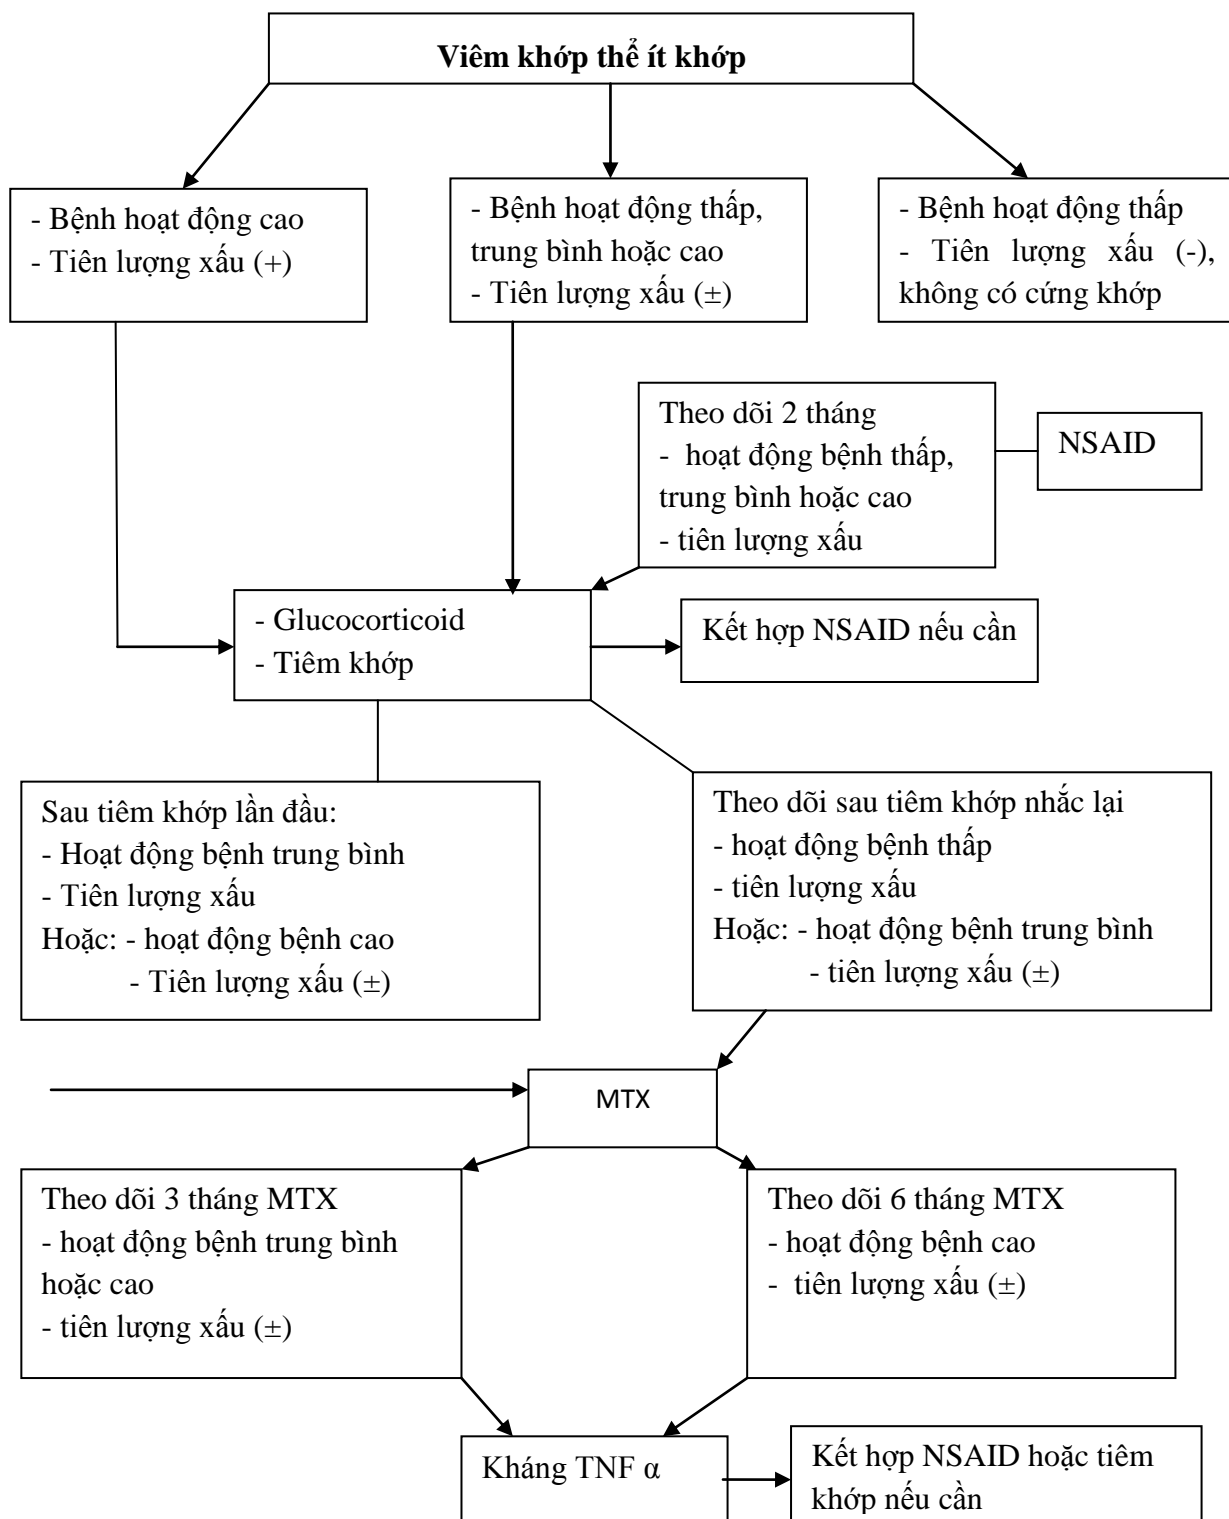 Viêm khớp thể ít khớp
- Bệnh hoạt động cao
- Tiên lượng xấu (+)
- Bệnh hoạt động thấp,
trung bình hoặc cao
- Tiên lượng xấu (±)
- Bệnh hoạt động thấp
- Tiên lượng xấu (-),
không có cứng khớp
Theo dõi 2 tháng
- hoạt động bệnh thấp,
trung bình hoặc cao
- tiên lượng xấu
NSAID
- Glucocorticoid
- Tiêm khớp
Kết hợp NSAID nếu cần
Sau tiêm khớp lần đầu:
- Hoạt động bệnh trung bình
- Tiên lượng xấu
Hoặc: - hoạt động bệnh cao
- Tiên lượng xấu (±)
Theo dõi sau tiêm khớp nhắc lại
- hoạt động bệnh thấp
- tiên lượng xấu
Hoặc: - hoạt động bệnh trung bình
- tiên lượng xấu (±)
MTX
Theo dõi 3 tháng MTX
- hoạt động bệnh trung bình
hoặc cao
- tiên lượng xấu (±)
Theo dõi 6 tháng MTX
- hoạt động bệnh cao
- tiên lượng xấu (±)
Kháng TNF α
Kết hợp NSAID hoặc tiêm
khớp nếu cần